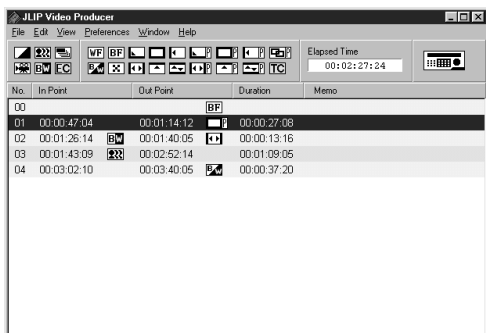 JLIP Video Producer
File Edit View Preferences Window Help
WF BF P P P P Elapsed Time
BW FC B/W P P P TC 00:02:27:24
No. In Point Out Point Duration Memo
00 BF
01 00:00:47:04 00:01:14:12 P 00:00:27:08
02 00:01:26:14 BW 00:01:40:05 00:00:13:16
03 00:01:43:09 00:02:52:14 00:01:09:05
04 00:03:02:10 00:03:40:05 B/W 00:00:37:20